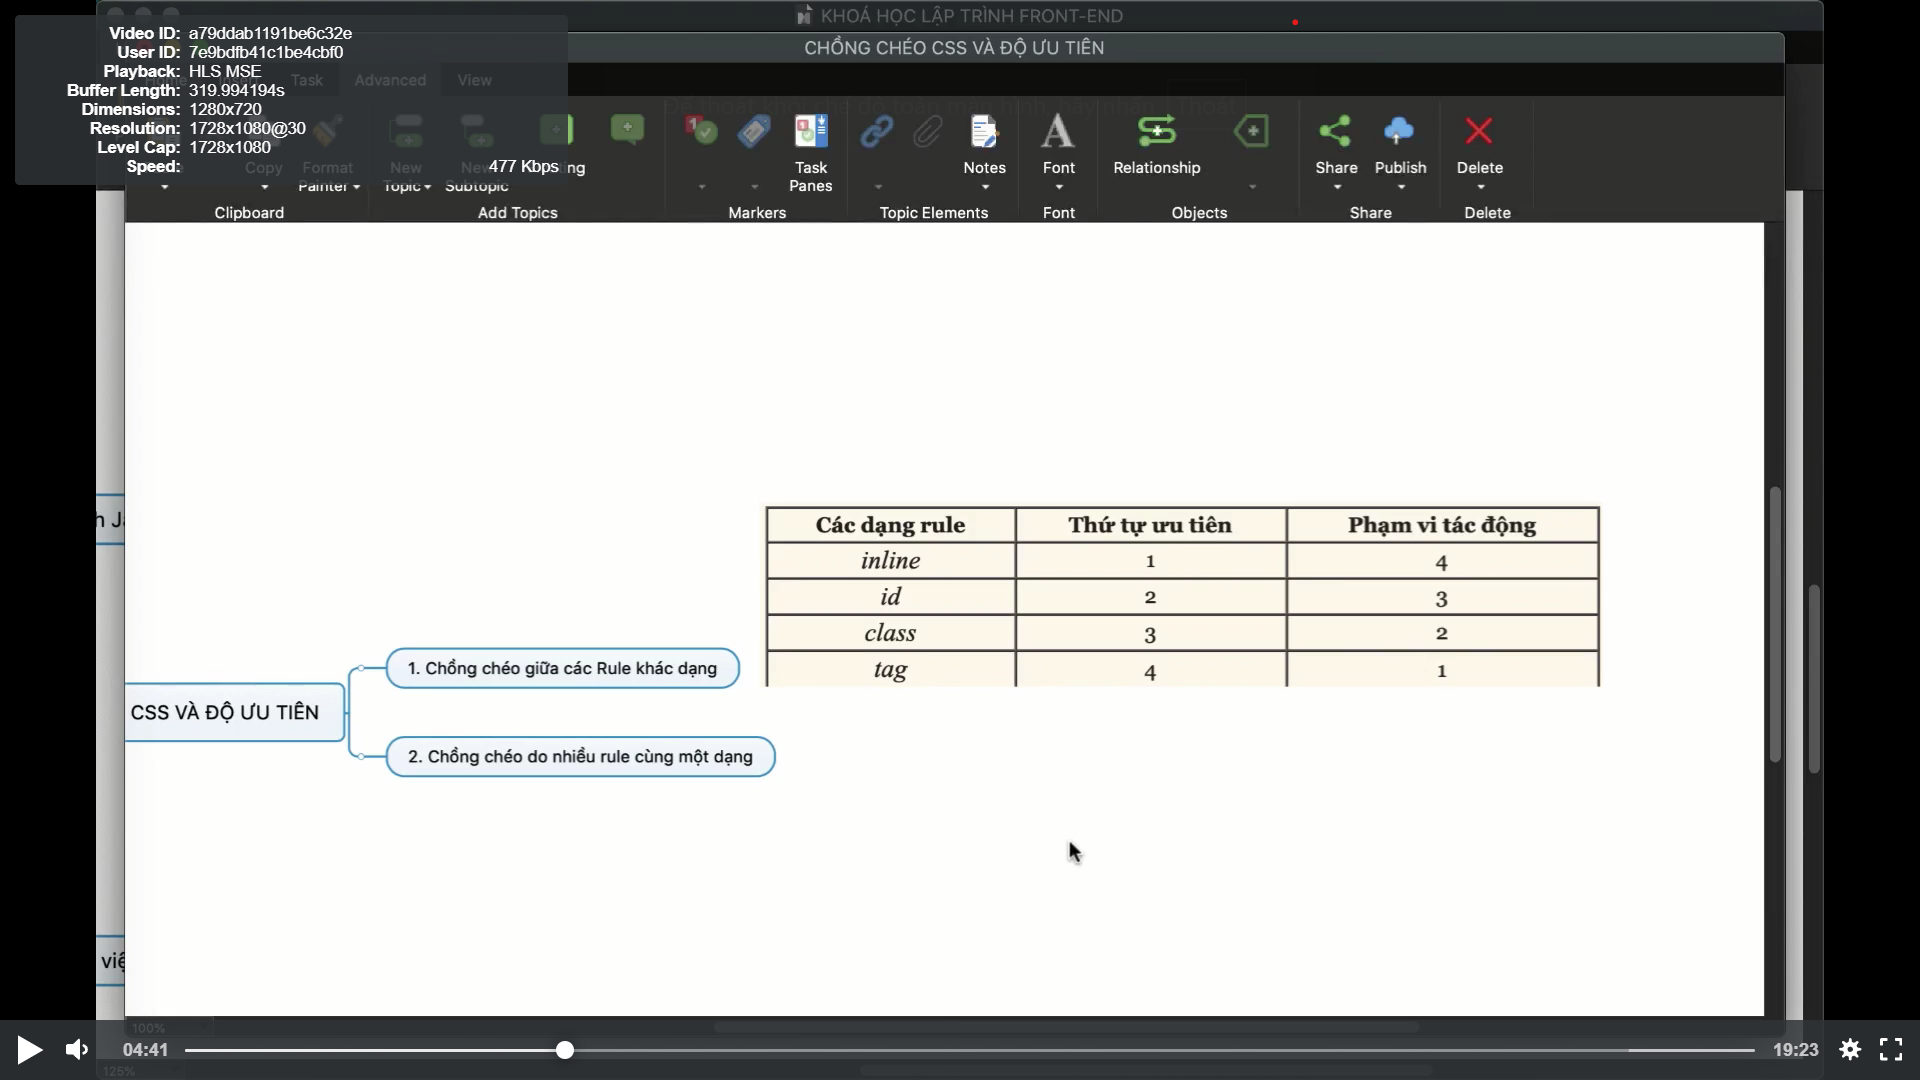 KHOÁ HỌC LẬP TRÌNH FRONT-END
CHỒNG CHÉO CSS VÀ ĐỘ ƯU TIÊN
Video ID: a79ddab1191be6c32e
User ID: 7e9bdfb41c1be4cbf0
Playback: HLS MSE
Buffer Length: 319.994194s
Dimensions: 1280x720
Resolution: 1728x1080@30
Level Cap: 1728x1080
Speed: 477 Kbps
Task Advanced View
Copy
Format Painter
New Topic
New Subtopic
ng
Task Panes
Notes
Font
Relationship
Share
Publish
Delete
Clipboard
Add Topics
Markers
Topic Elements
Font
Objects
Share
Delete
Các dạng rule Thứ tự ưu tiên Phạm vi tác động
inline 1 4
id 2 3
class 3 2
tag 4 1
1. Chồng chéo giữa các Rule khác dạng
CSS VÀ ĐỘ ƯU TIÊN
2. Chồng chéo do nhiều rule cùng một dạng
việ
100%
04:41
19:23
125%